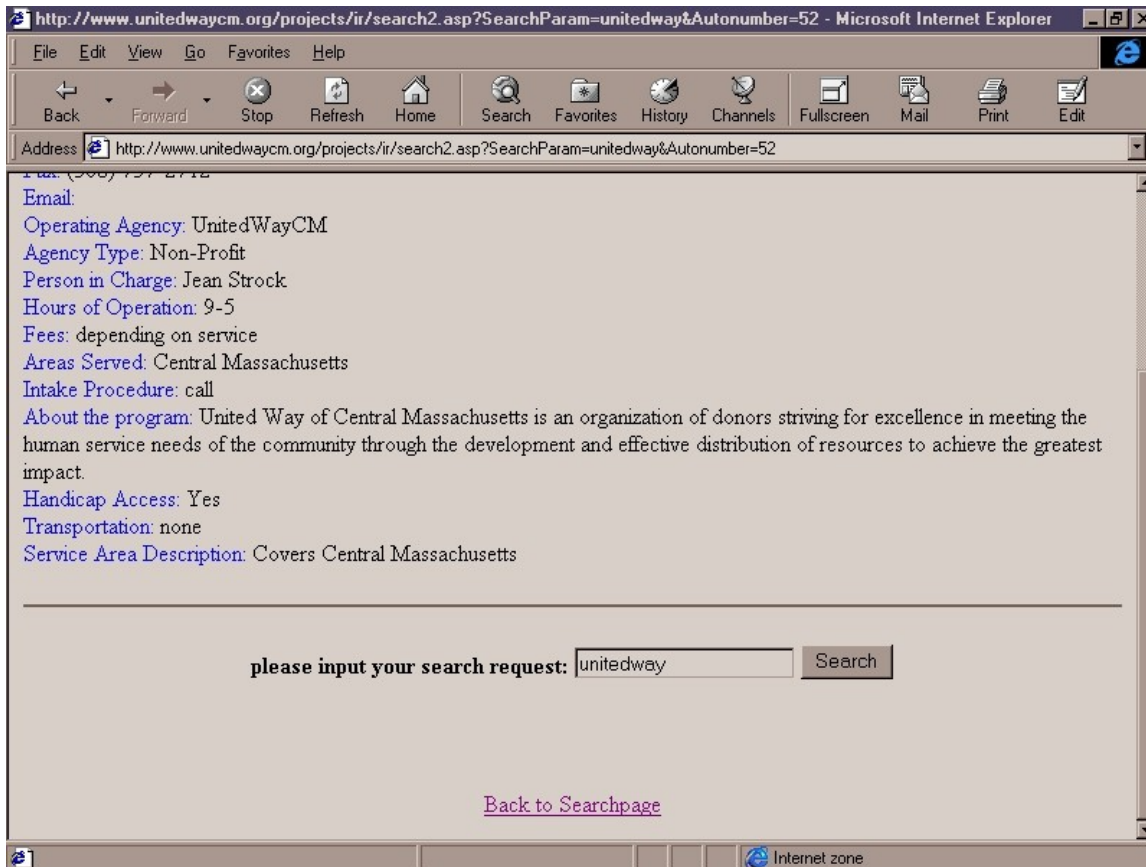 http://www.unitedwaycm.org/projects/ir/search2.asp?SearchParam=unitedway&Autonumber=52 - Microsoft Internet Explorer
File Edit View Go Favorites Help
Back Forward Stop Refresh Home Search Favorites History Channels Fullscreen Mail Print Edit
Address http://www.unitedwaycm.org/projects/ir/search2.asp?SearchParam=unitedway&Autonumber=52
Email:
Operating Agency: UnitedWayCM
Agency Type: Non-Profit
Person in Charge: Jean Strock
Hours of Operation: 9-5
Fees: depending on service
Areas Served: Central Massachusetts
Intake Procedure: call
About the program: United Way of Central Massachusetts is an organization of donors striving for excellence in meeting the
human service needs of the community through the development and effective distribution of resources to achieve the greatest
impact.
Handicap Access: Yes
Transportation: none
Service Area Description: Covers Central Massachusetts
please input your search request: unitedway Search
Back to Searchpage
Internet zone